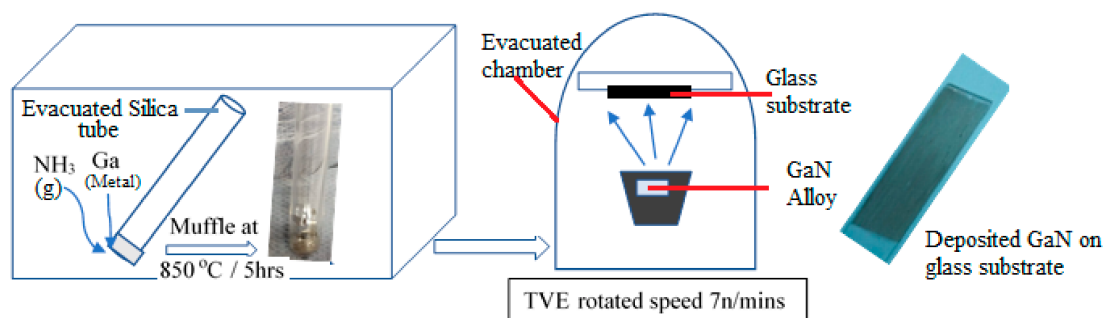 Evacuated Silica
tube
NH₃
(g)
Ga
(Metal)
Muffle at
850 °C / 5hrs
Evacuated
chamber
Glass
substrate
GaN
Alloy
TVE rotated speed 7n/mins
Deposited GaN on
glass substrate